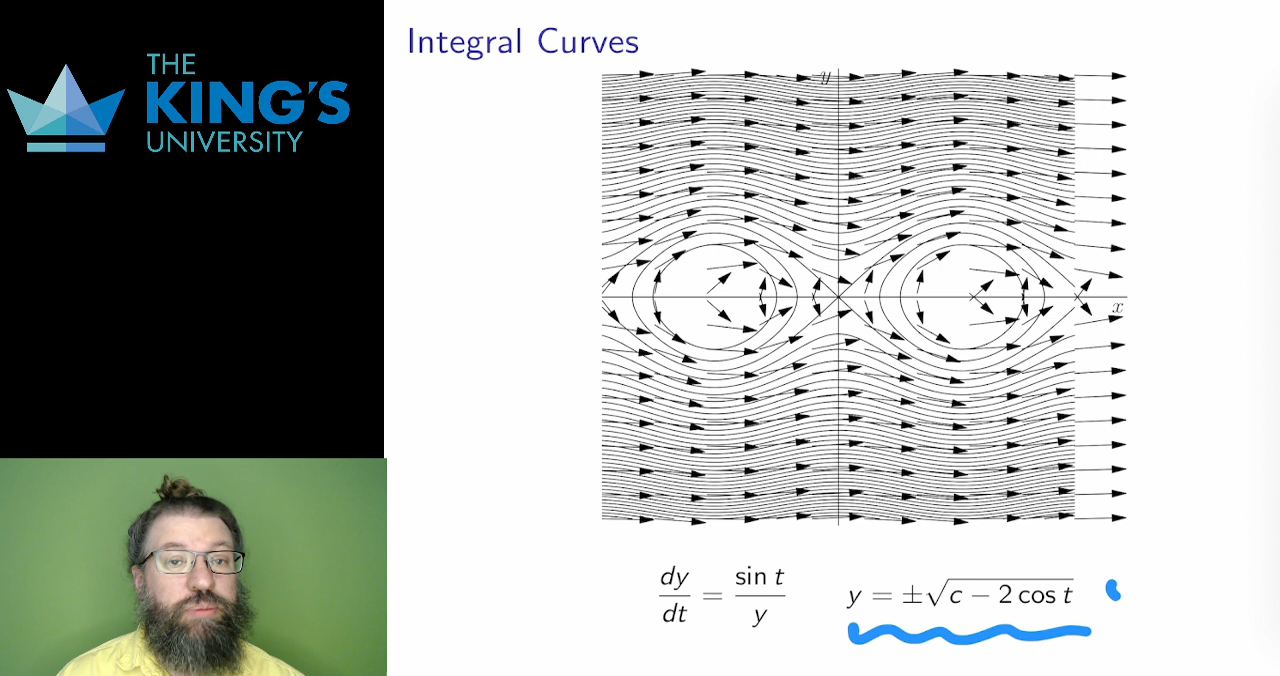 THE
KING'S
UNIVERSITY
Integral Curves
y
x
dy/dt = sin t/y
y = ±√(c − 2 cos t)